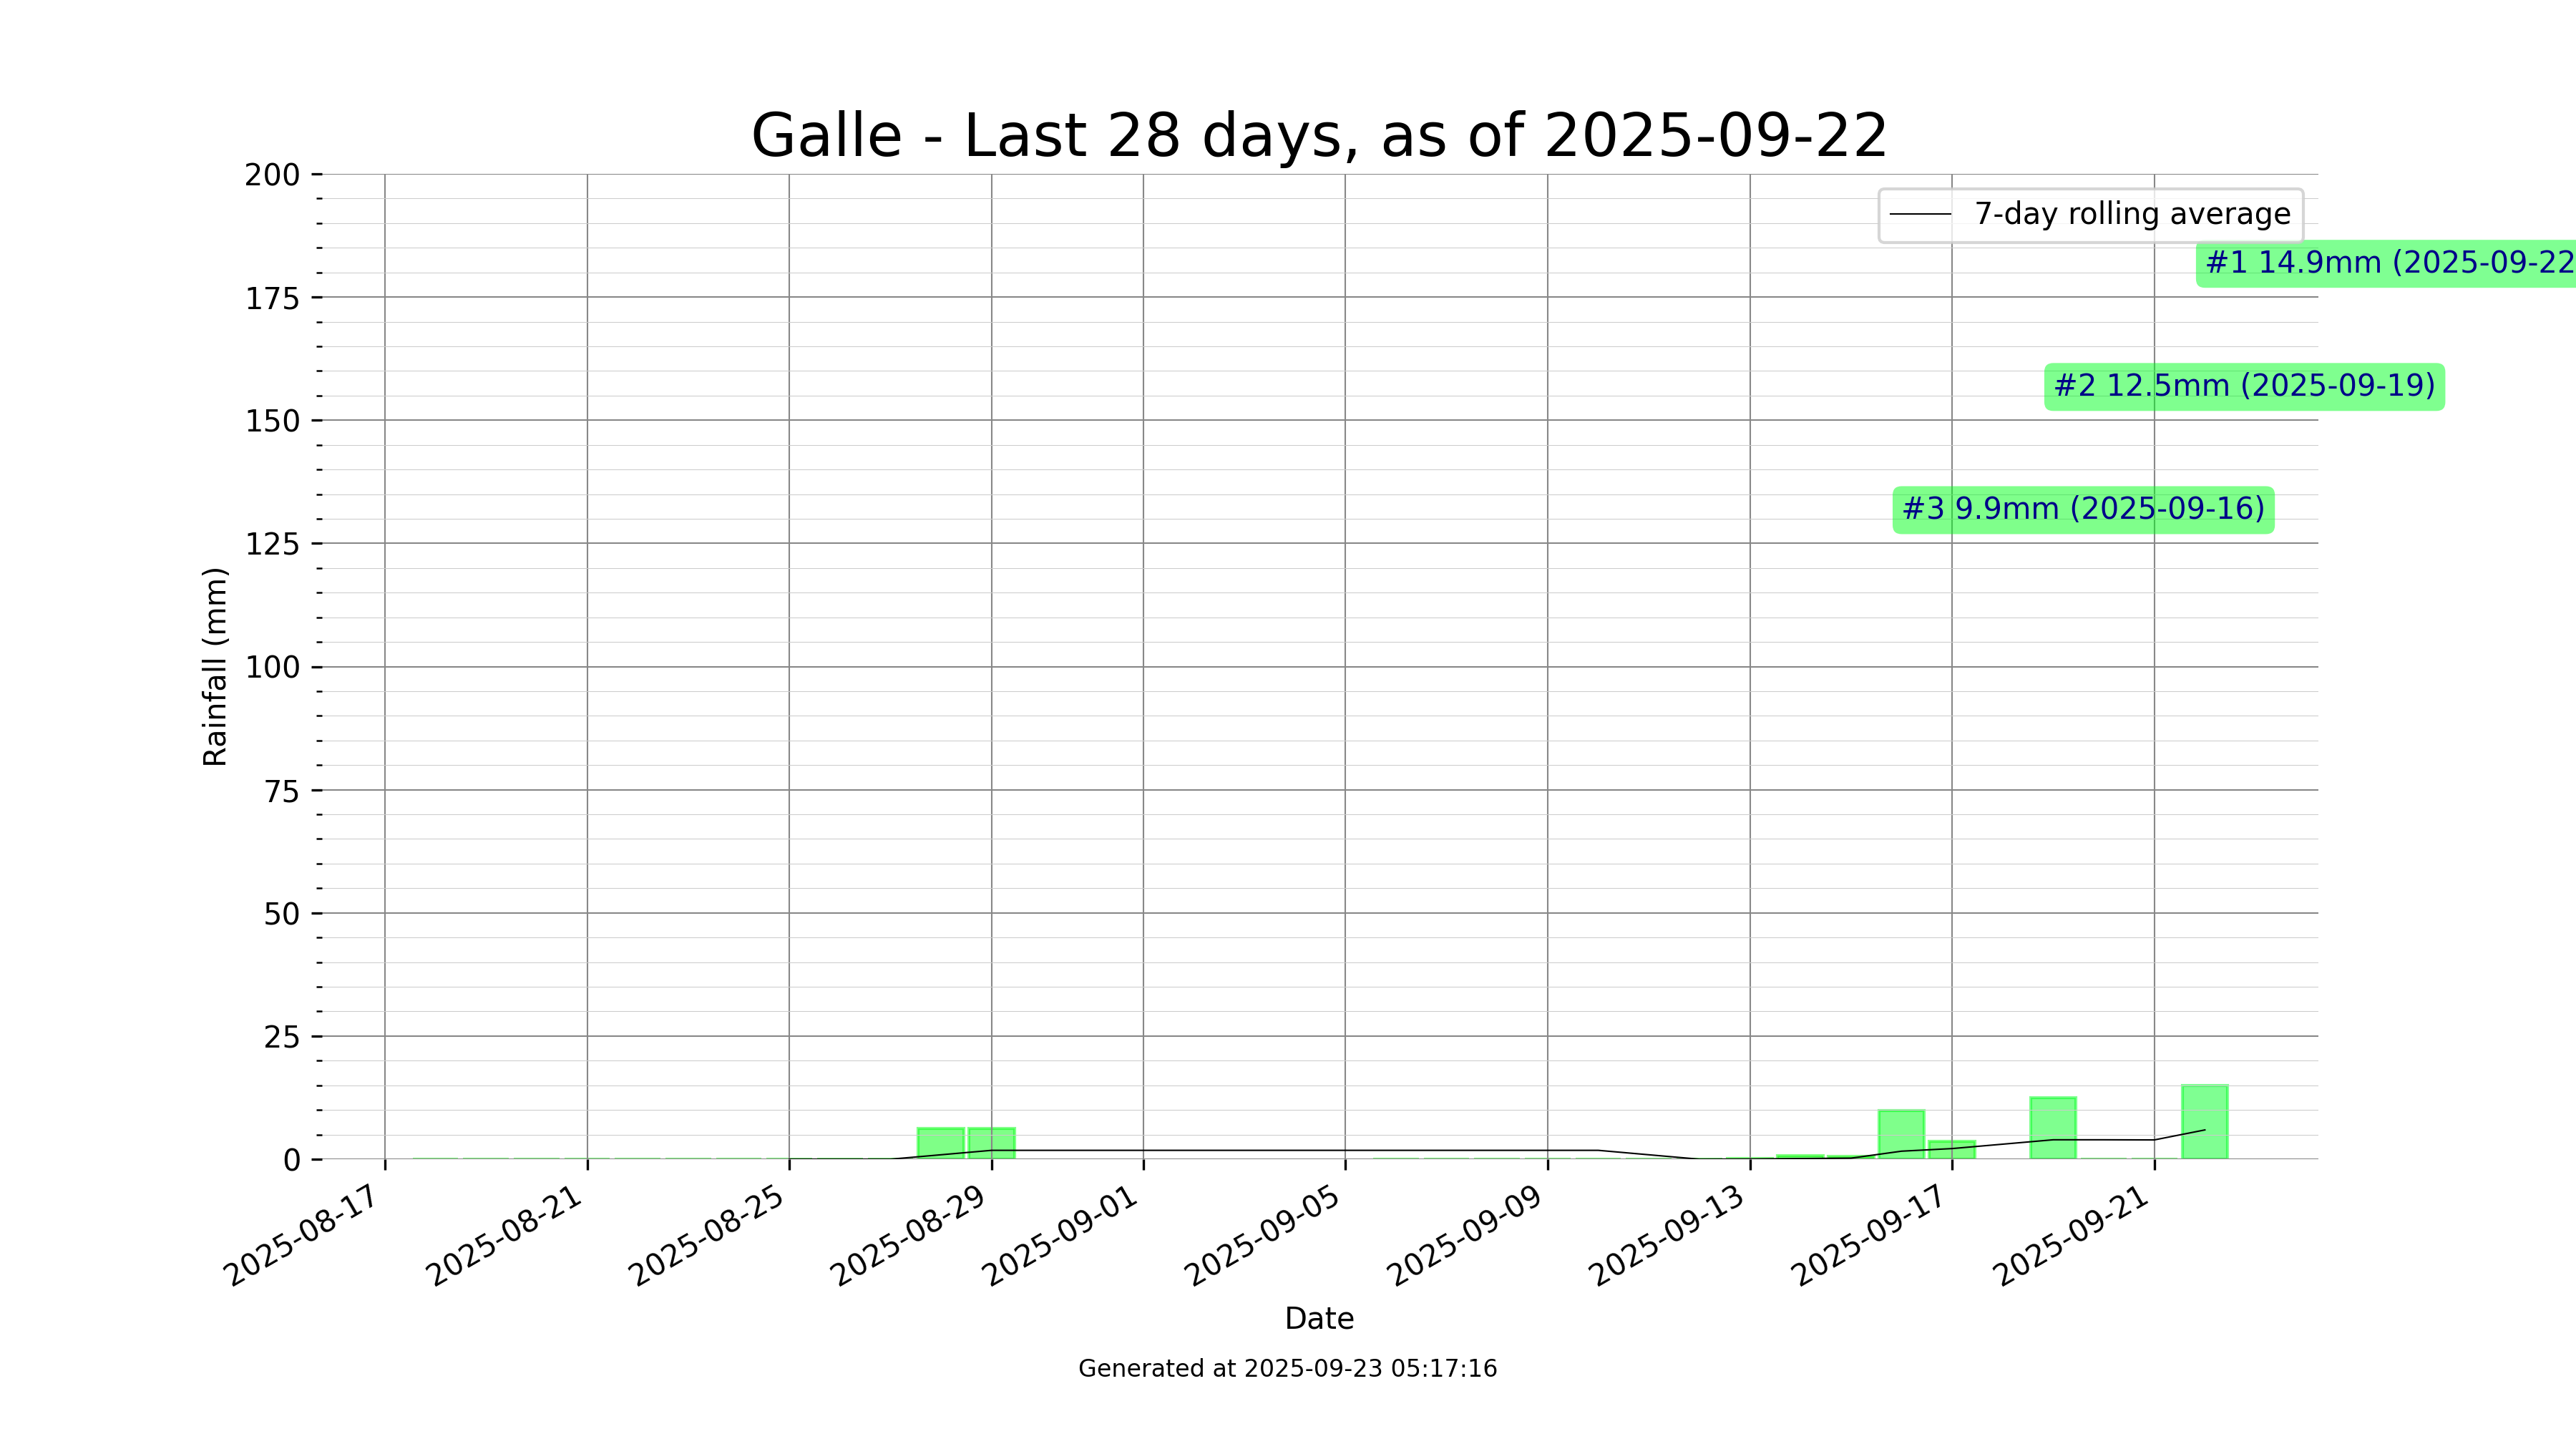 Galle - Last 28 days, as of 2025-09-22
200
175
150
125
100
75
50
25
0
Rainfall (mm)
7-day rolling average
#1 14.9mm (2025-09-22
#2 12.5mm (2025-09-19)
#3 9.9mm (2025-09-16)
2025-08-17
2025-08-21
2025-08-25
2025-08-29
2025-09-01
2025-09-05
2025-09-09
2025-09-13
2025-09-17
2025-09-21
Date
Generated at 2025-09-23 05:17:16